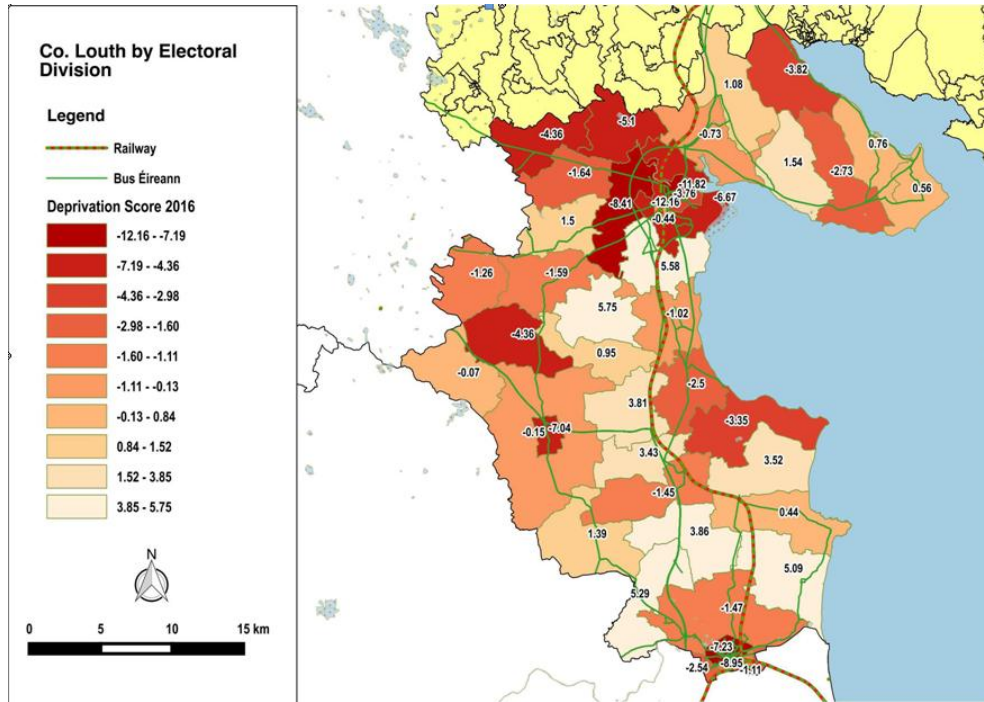 Co. Louth by Electoral
Division
Legend
Railway
Bus Éireann
Deprivation Score 2016
-12.16 - -7.19
-7.19 - -4.36
-4.36 - -2.98
-2.98 - -1.60
-1.60 - -1.11
-1.11 - -0.13
-0.13 - 0.84
0.84 - 1.52
1.52 - 3.85
3.85 - 5.75
N
0 5 10 15 km
-3.82
1.08
-5.1
-4.36
-0.73
0.76
1.54
-1.64
-2.73
-11.82
0.56
-3.76
-6.67
-8.41
-12.16
1.5
-0.44
5.58
-1.26
-1.59
5.75
-1.02
-4.36
0.95
-0.07
-2.5
3.81
-3.35
-0.15
-7.04
3.43
3.52
-1.45
0.44
1.39
3.86
5.09
5.29
-1.47
-7.23
-8.95
-2.54
-1.11